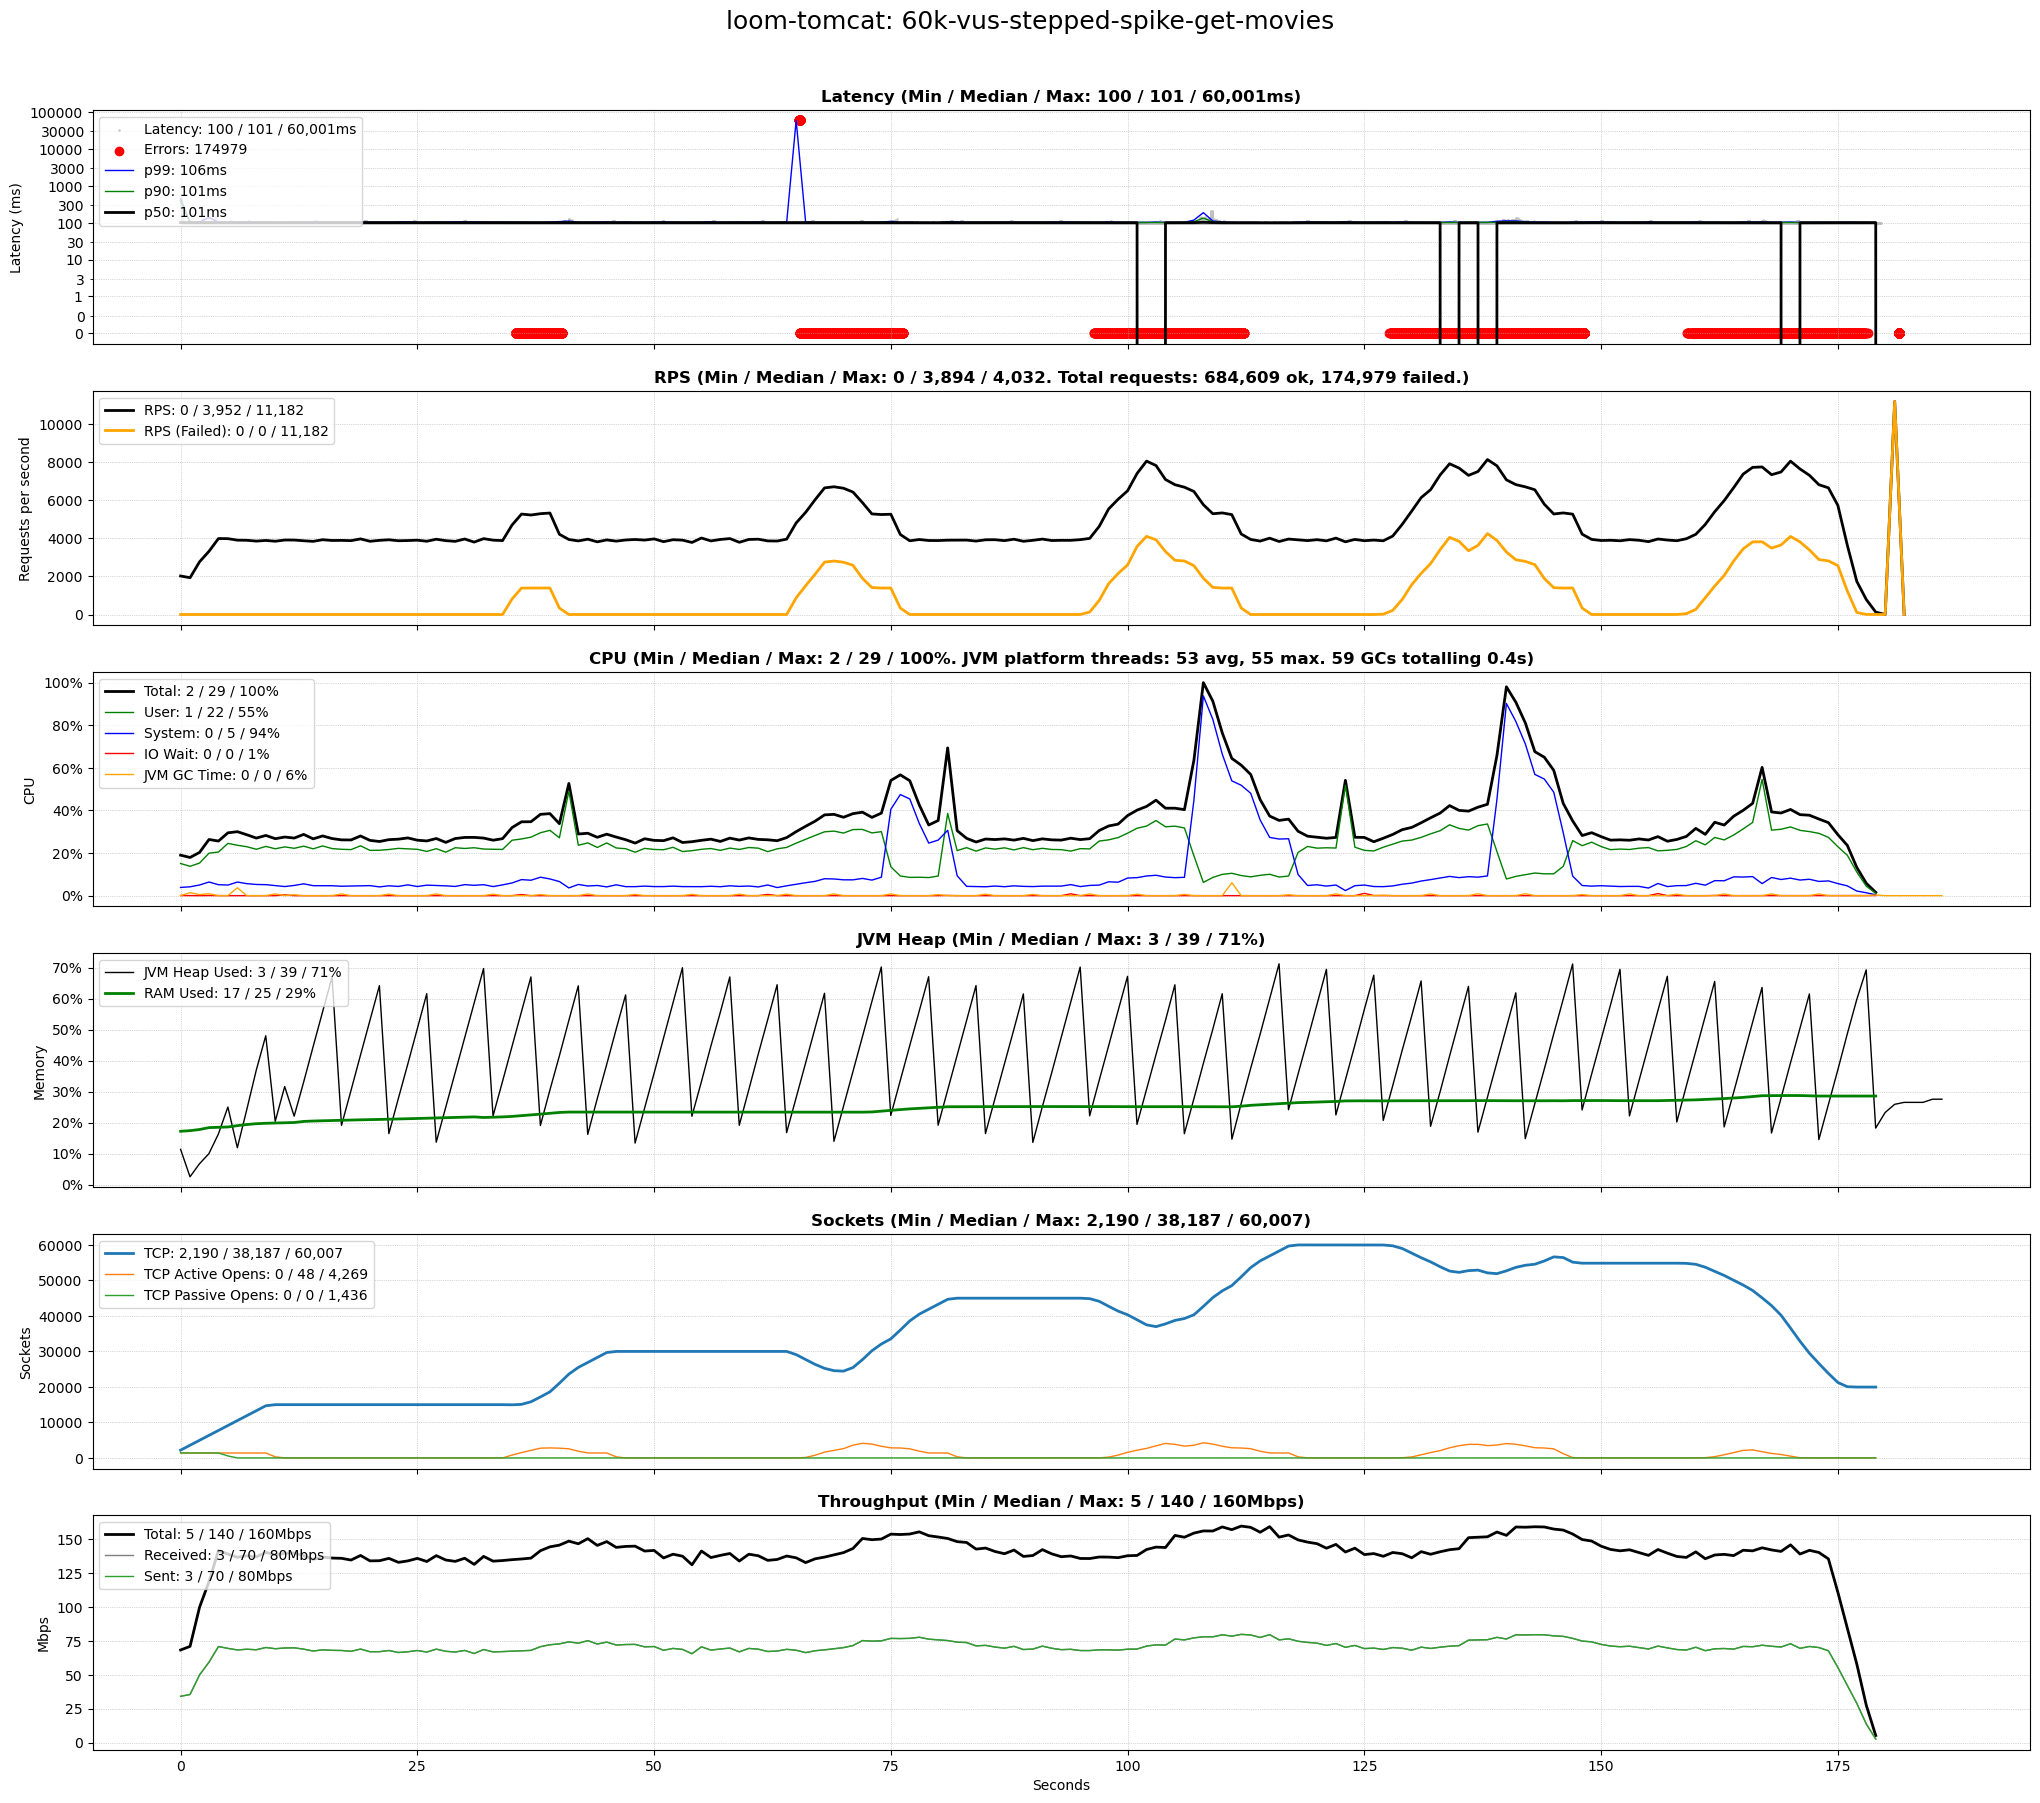 loom-tomcat: 60k-vus-stepped-spike-get-movies
Latency (Min / Median / Max: 100 / 101 / 60,001ms)
Latency (ms)
100000
30000
10000
3000
1000
300
100
30
10
3
1
0
0
Latency: 100 / 101 / 60,001ms
Errors: 174979
p99: 106ms
p90: 101ms
p50: 101ms
RPS (Min / Median / Max: 0 / 3,894 / 4,032. Total requests: 684,609 ok, 174,979 failed.)
Requests per second
10000
8000
6000
4000
2000
0
RPS: 0 / 3,952 / 11,182
RPS (Failed): 0 / 0 / 11,182
CPU (Min / Median / Max: 2 / 29 / 100%. JVM platform threads: 53 avg, 55 max. 59 GCs totalling 0.4s)
CPU
100%
80%
60%
40%
20%
0%
Total: 2 / 29 / 100%
User: 1 / 22 / 55%
System: 0 / 5 / 94%
IO Wait: 0 / 0 / 1%
JVM GC Time: 0 / 0 / 6%
JVM Heap (Min / Median / Max: 3 / 39 / 71%)
Memory
70%
60%
50%
40%
30%
20%
10%
0%
JVM Heap Used: 3 / 39 / 71%
RAM Used: 17 / 25 / 29%
Sockets (Min / Median / Max: 2,190 / 38,187 / 60,007)
Sockets
60000
50000
40000
30000
20000
10000
0
TCP: 2,190 / 38,187 / 60,007
TCP Active Opens: 0 / 48 / 4,269
TCP Passive Opens: 0 / 0 / 1,436
Throughput (Min / Median / Max: 5 / 140 / 160Mbps)
Mbps
150
125
100
75
50
25
0
Total: 5 / 140 / 160Mbps
Received: 3 / 70 / 80Mbps
Sent: 3 / 70 / 80Mbps
0 25 50 75 100 125 150 175
Seconds